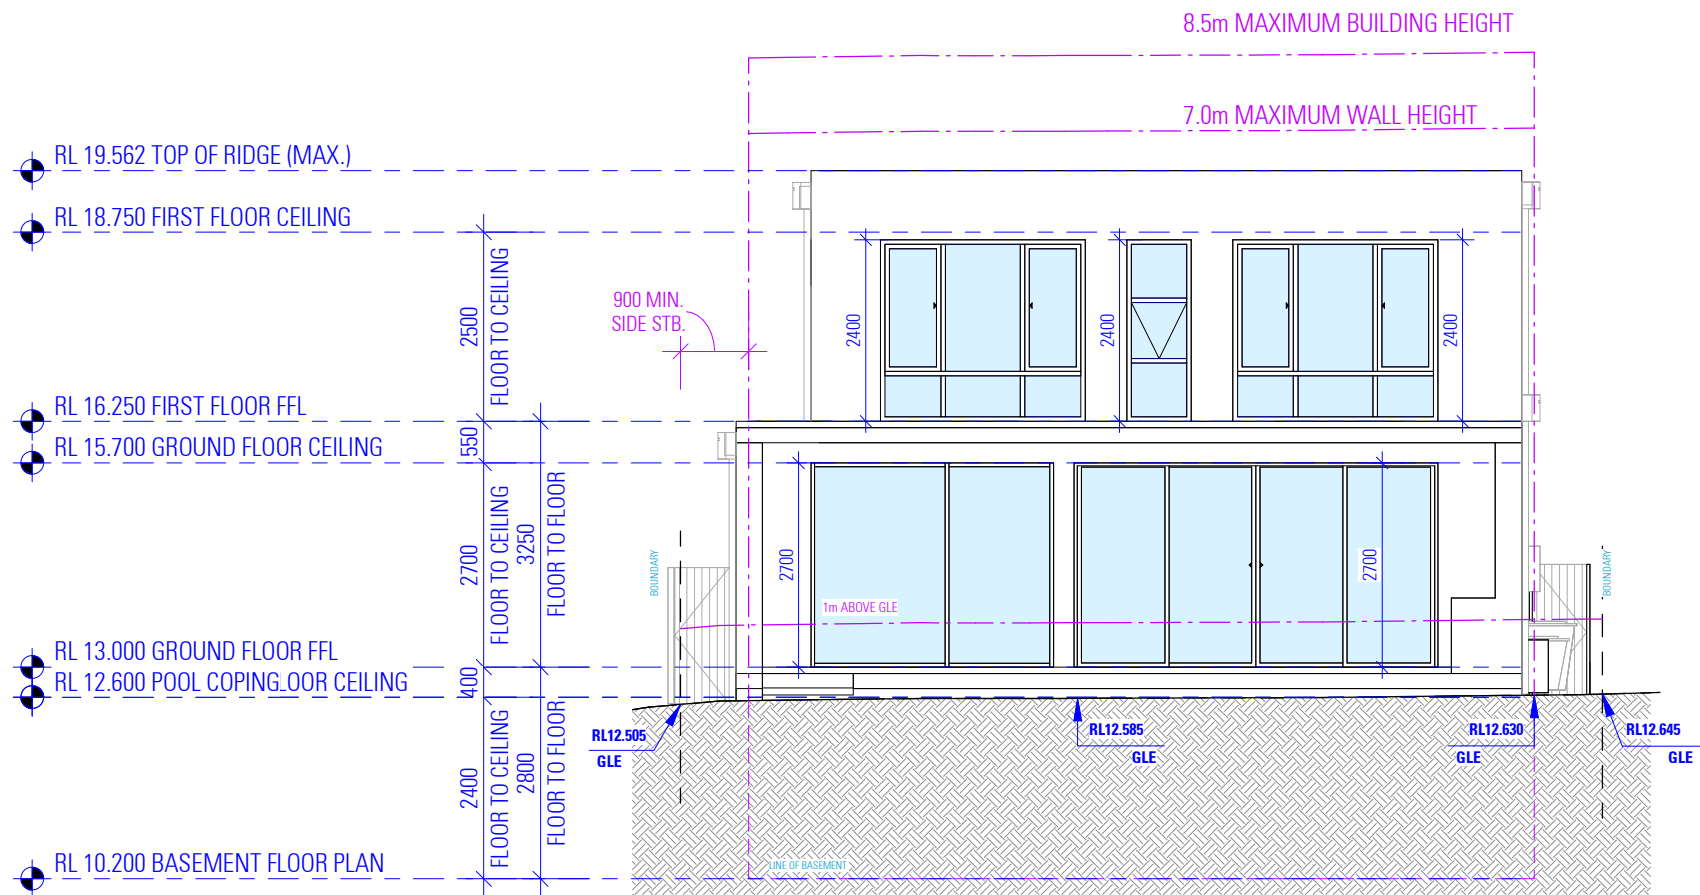 8.5m MAXIMUM BUILDING HEIGHT
7.0m MAXIMUM WALL HEIGHT
RL 19.562 TOP OF RIDGE (MAX.)
RL 18.750 FIRST FLOOR CEILING
2500
FLOOR TO CEILING
900 MIN.
SIDE STB.
2400
2400
2400
RL 16.250 FIRST FLOOR FFL
550
RL 15.700 GROUND FLOOR CEILING
2700
FLOOR TO CEILING
3250
FLOOR TO FLOOR
BOUNDARY
2700
2700
BOUNDARY
1m ABOVE GLE
RL 13.000 GROUND FLOOR FFL
400
RL 12.600 POOL COPING
OOR CEILING
RL12.505
GLE
RL12.585
GLE
RL12.630
GLE
RL12.645
GLE
2400
FLOOR TO CEILING
2800
FLOOR TO FLOOR
RL 10.200 BASEMENT FLOOR PLAN
LINE OF BASEMENT